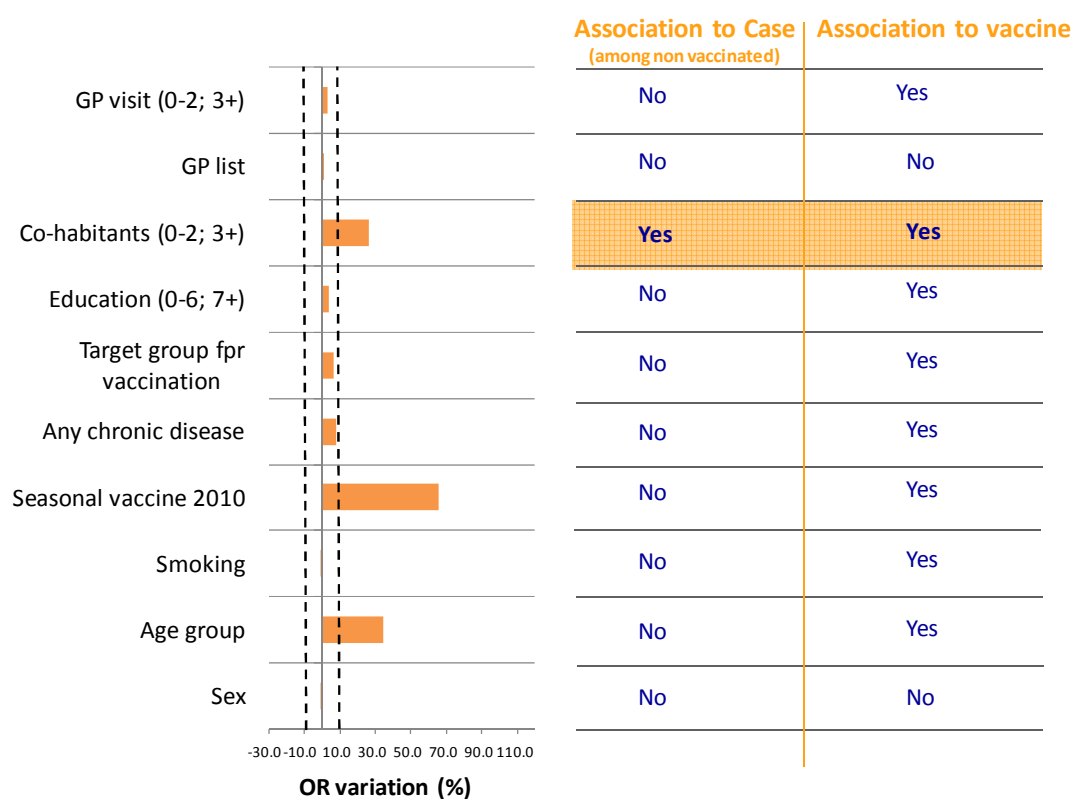 Association to Case Association to vaccine
(among non vaccinated)
GP visit (0-2; 3+) No Yes
GP list No No
Co-habitants (0-2; 3+) Yes Yes
Education (0-6; 7+) No Yes
Target group fpr
vaccination No Yes
Any chronic disease No Yes
Seasonal vaccine 2010 No Yes
Smoking No Yes
Age group No Yes
Sex No No
-30.0 -10.0 10.0 30.0 50.0 70.0 90.0 110.0
OR variation (%)